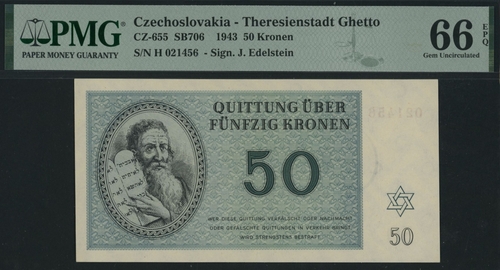 PMG
PAPER MONEY GUARANTY
Czechoslovakia - Theresienstadt Ghetto
CZ-655 SB706 1943 50 Kronen
S/N H 021456 - Sign. J. Edelstein
66 EPQ
Gem Uncirculated
QUITTUNG ÜBER
FÜNFZIG KRONEN
50
WER DIESE QUITTUNG VERFÄLSCHT ODER NACHMACHT
ODER GEFÄLSCHTE QUITTUNGEN IN VERKEHR BRINGT,
WIRD STRENGSTENS BESTRAFT.
50